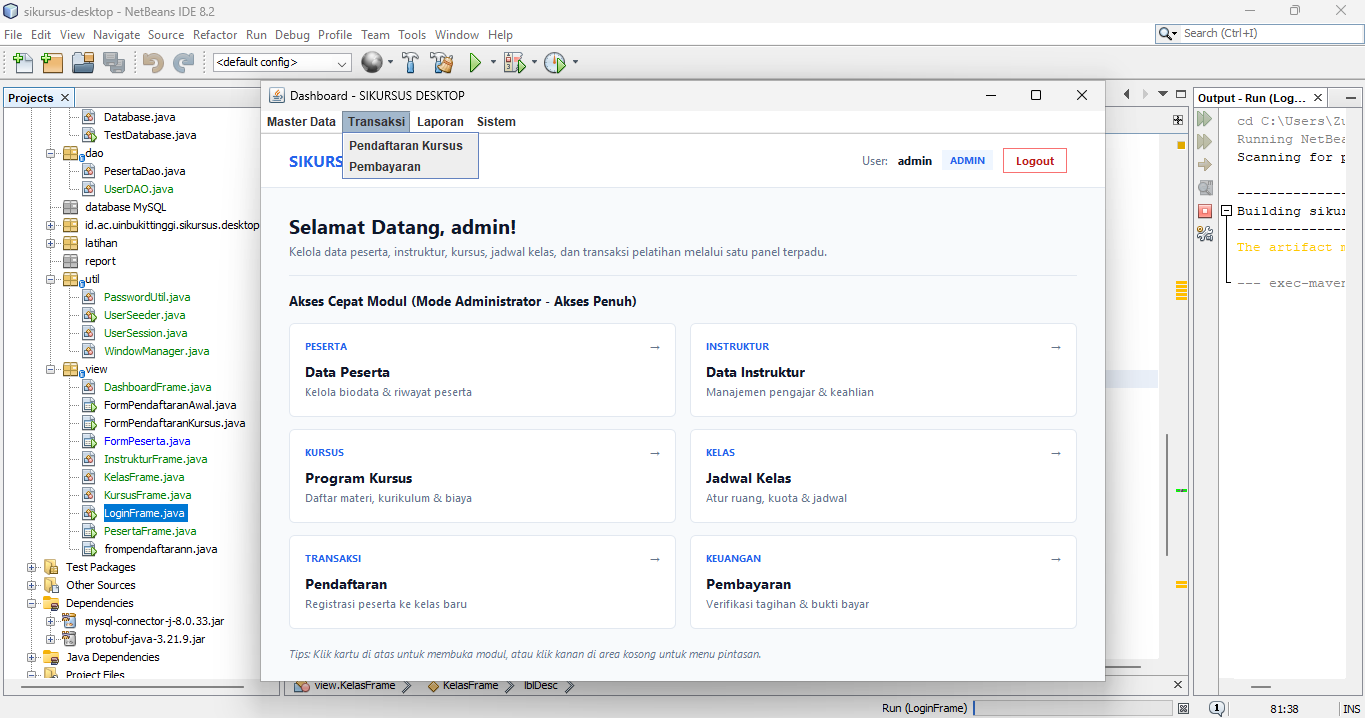 sikursus-desktop - NetBeans IDE 8.2
File Edit View Navigate Source Refactor Run Debug Profile Team Tools Window Help
Search (Ctrl+I)
<default config>
Projects
Database.java
TestDatabase.java
dao
PesertaDao.java
UserDAO.java
database MySQL
id.ac.uinbukittinggi.sikursus.desktop
latihan
report
util
PasswordUtil.java
UserSeeder.java
UserSession.java
WindowManager.java
view
DashboardFrame.java
FormPendaftaranAwal.java
FormPendaftaranKursus.java
FormPeserta.java
InstrukturFrame.java
KelasFrame.java
KursusFrame.java
LoginFrame.java
PesertaFrame.java
frompendaftarann.java
Test Packages
Other Sources
Dependencies
mysql-connector-j-8.0.33.jar
protobuf-java-3.21.9.jar
Java Dependencies
Project Files
Dashboard - SIKURSUS DESKTOP
Master Data Transaksi Laporan Sistem
Pendaftaran Kursus
Pembayaran
SIKURS
User: admin ADMIN Logout
Selamat Datang, admin!
Kelola data peserta, instruktur, kursus, jadwal kelas, dan transaksi pelatihan melalui satu panel terpadu.
Akses Cepat Modul (Mode Administrator - Akses Penuh)
PESERTA →
Data Peserta
Kelola biodata & riwayat peserta
INSTRUKTUR →
Data Instruktur
Manajemen pengajar & keahlian
KURSUS →
Program Kursus
Daftar materi, kurikulum & biaya
KELAS →
Jadwal Kelas
Atur ruang, kuota & jadwal
TRANSAKSI →
Pendaftaran
Registrasi peserta ke kelas baru
KEUANGAN →
Pembayaran
Verifikasi tagihan & bukti bayar
Tips: Klik kartu di atas untuk membuka modul, atau klik kanan di area kosong untuk menu pintasan.
Output - Run (Log...
cd C:\Users\Zu
Running NetBea
Scanning for p
Building sikur
The artifact m
--- exec-maven
view.KelasFrame KelasFrame lblDesc
Run (LoginFrame)
1
81:38
INS